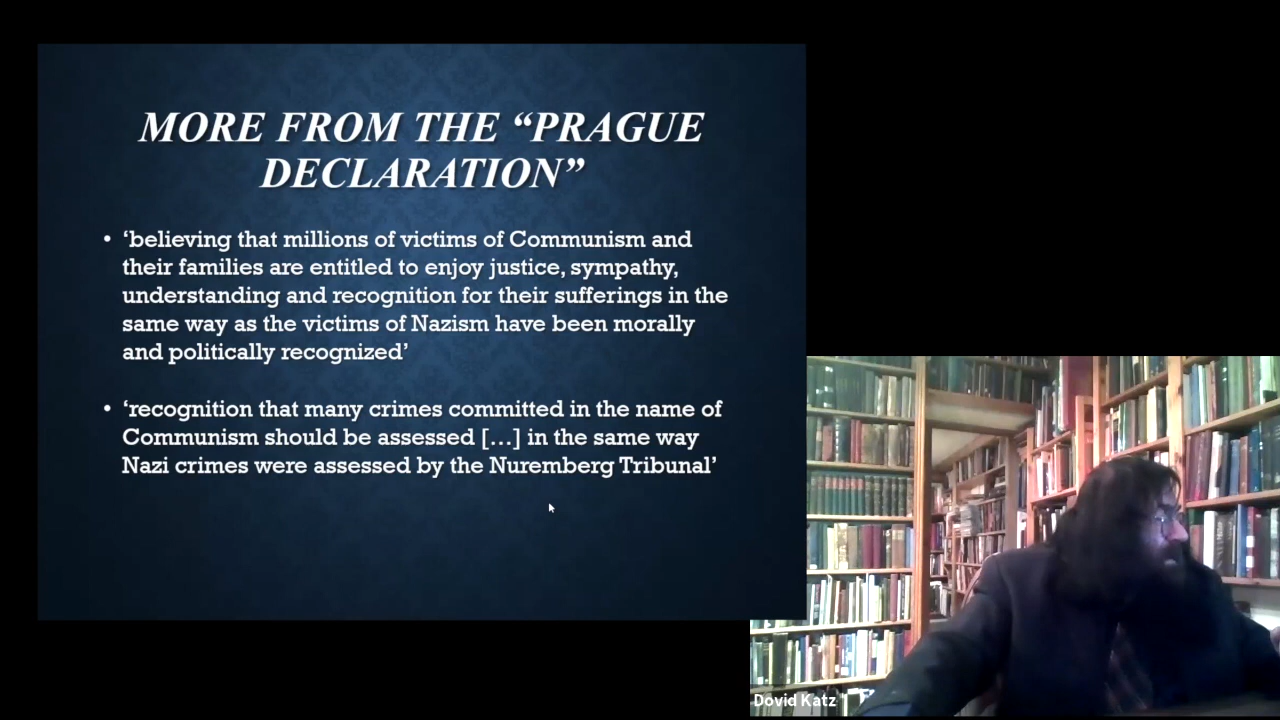 MORE FROM THE “PRAGUE
DECLARATION”
• ‘believing that millions of victims of Communism and
their families are entitled to enjoy justice, sympathy,
understanding and recognition for their sufferings in the
same way as the victims of Nazism have been morally
and politically recognized’
• ‘recognition that many crimes committed in the name of
Communism should be assessed […] in the same way
Nazi crimes were assessed by the Nuremberg Tribunal’
Dovid Katz